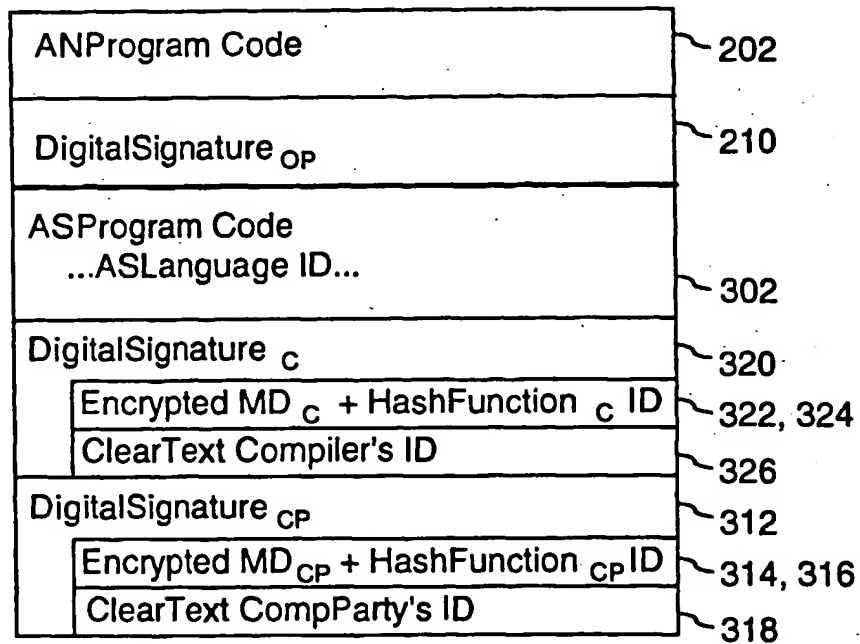 ANProgram Code 202
DigitalSignature OP 210
ASProgram Code
...ASLanguage ID... 302
DigitalSignature C 320
Encrypted MD C + HashFunction C ID 322, 324
ClearText Compiler's ID 326
DigitalSignature CP 312
Encrypted MD CP + HashFunction CP ID 314, 316
ClearText CompParty's ID 318